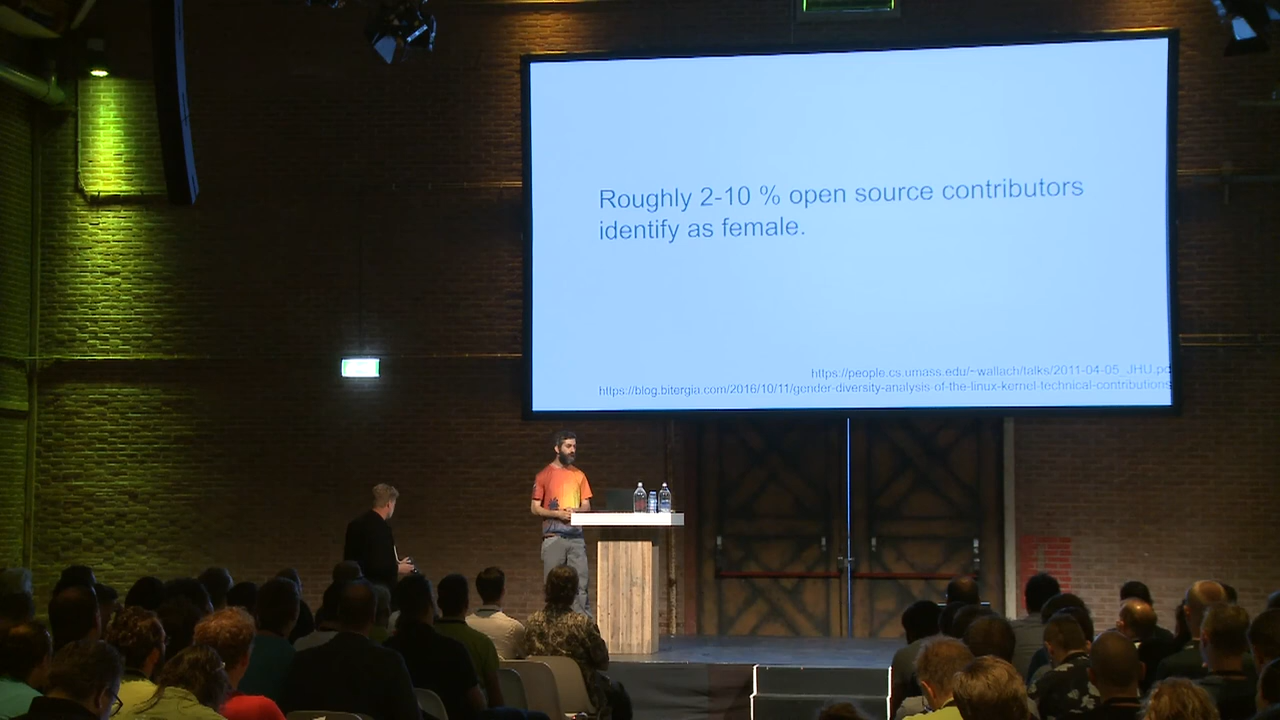 Roughly 2-10 % open source contributors
identify as female.
https://people.cs.umass.edu/~wallach/talks/2011-04-05_JHU.pd
https://blog.bitergia.com/2016/10/11/gender-diversity-analysis-of-the-linux-kernel-technical-contributions